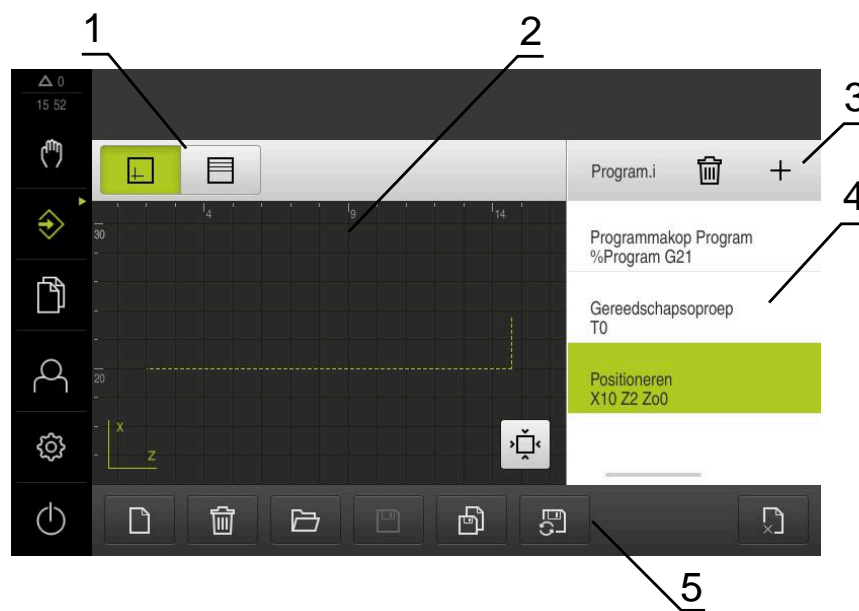 1
2
3
4
5
0
15 52
Program.i
4
9
14
30
20
X
Z
Programmakop Program
%Program G21
Gereedschapsoproep
T0
Positioneren
X10 Z2 Zo0